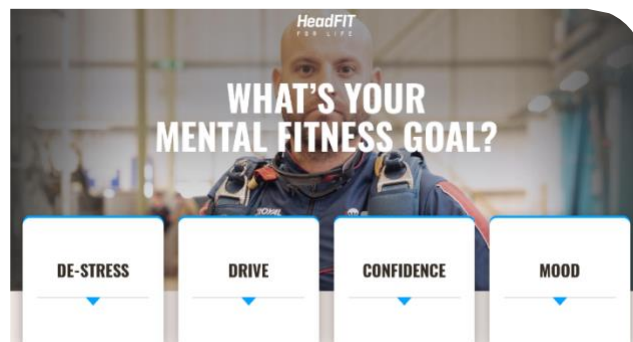 HeadFIT
FOR LIFE
WHAT'S YOUR
MENTAL FITNESS GOAL?
DE-STRESS
DRIVE
CONFIDENCE
MOOD